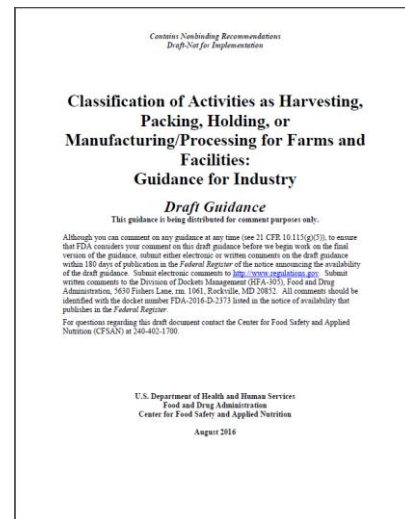 Contains Nonbinding Recommendations
Draft-Not for Implementation
Classification of Activities as Harvesting,
Packing, Holding, or
Manufacturing/Processing for Farms and
Facilities:
Guidance for Industry
Draft Guidance
This guidance is being distributed for comment purposes only.
Although you can comment on any guidance at any time (see 21 CFR 10.115(g)(5)), to ensure
that FDA considers your comment on this draft guidance before we begin work on the final
version of the guidance, submit either electronic or written comments on the draft guidance
within 180 days of publication in the Federal Register of the notice announcing the availability
of the draft guidance. Submit electronic comments to http://www.regulations.gov. Submit
written comments to the Division of Dockets Management (HFA-305), Food and Drug
Administration, 5630 Fishers Lane, rm. 1061, Rockville, MD 20852. All comments should be
identified with the docket number FDA-2016-D-2373 listed in the notice of availability that
publishes in the Federal Register.
For questions regarding this draft document contact the Center for Food Safety and Applied
Nutrition (CFSAN) at 240-402-1700.
U.S. Department of Health and Human Services
Food and Drug Administration
Center for Food Safety and Applied Nutrition
August 2016